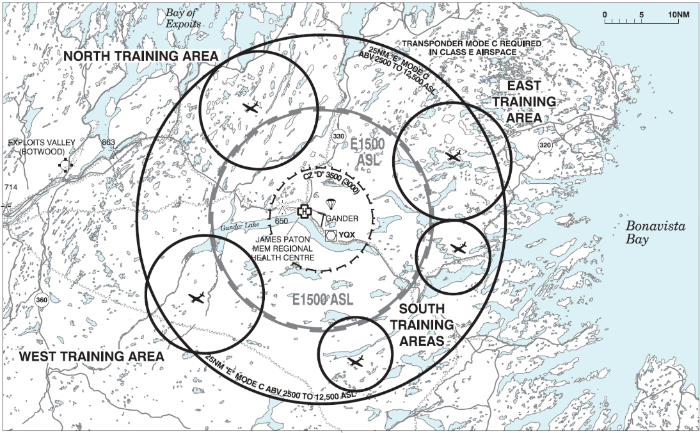 Bay of
Exploits
0 5 10NM
NORTH TRAINING AREA
TRANSPONDER MODE C REQUIRED
IN CLASS E AIRSPACE
25NM "E" MODE C
ABV 2500 TO 12,500 ASL
EAST
TRAINING
AREA
EXPLOITS VALLEY
(BOTWOOD)
663
330
E1500
ASL
320
CZ "D" 3500 (3000)
714
650
GANDER
Gander Lake
YQX
JAMES PATON
MEM REGIONAL
HEALTH CENTRE
Bonavista
Bay
360
E1500 ASL
SOUTH
TRAINING
AREAS
WEST TRAINING AREA
25NM "E" MODE C ABV 2500 TO 12,500 ASL